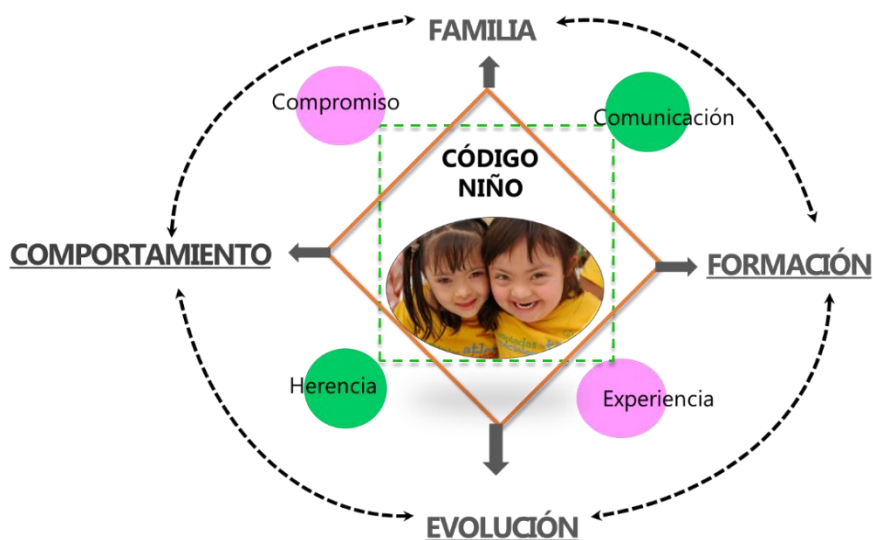 FAMILIA
Compromiso
Comunicación
CÓDIGO
NIÑO
COMPORTAMIENTO
FORMACIÓN
Herencia
Experiencia
EVOLUCIÓN